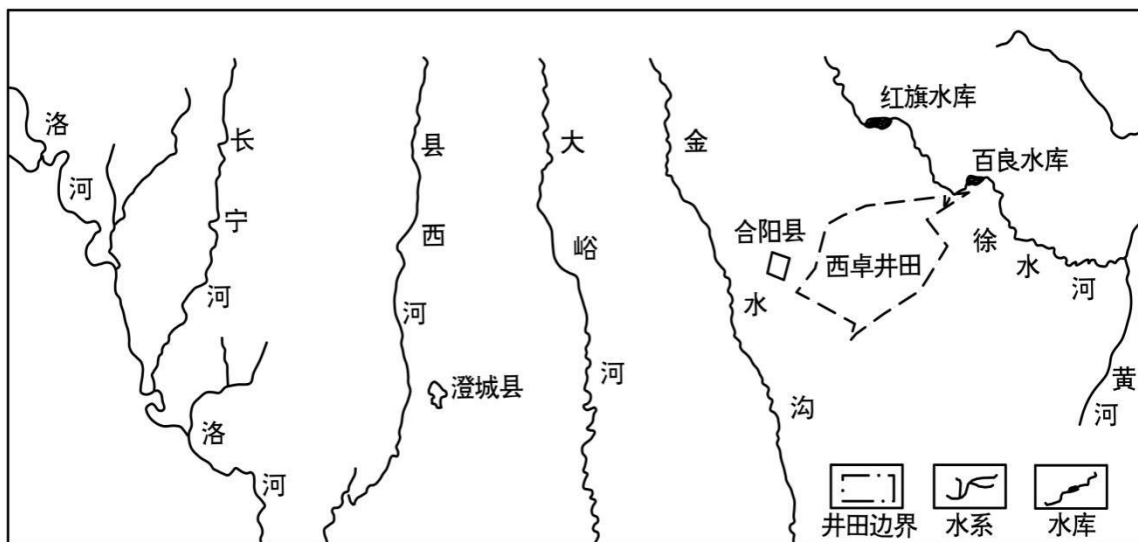 洛河
长宁河
县西河
大峪河
金水沟
红旗水库
百良水库
合阳县
西卓井田
徐水河
澄城县
黄河
洛河
井田边界
水系
水库